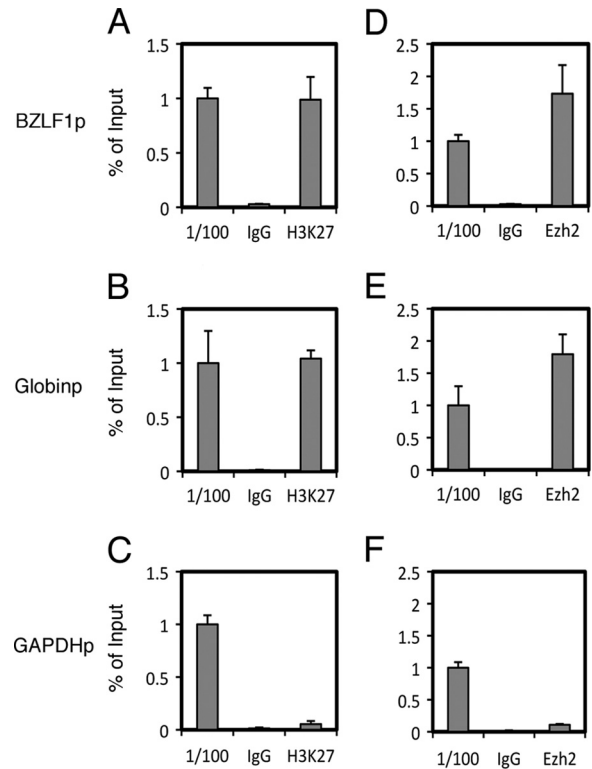 A
BZLF1p
% of Input
1.5
1
0.5
0
1/100 IgG H3K27
D
2.5
2
1.5
1
0.5
0
1/100 IgG Ezh2
B
Globinp
% of Input
1.5
1
0.5
0
1/100 IgG H3K27
E
2.5
2
1.5
1
0.5
0
1/100 IgG Ezh2
C
GAPDHp
% of Input
1.5
1
0.5
0
1/100 IgG H3K27
F
2.5
2
1.5
1
0.5
0
1/100 IgG Ezh2